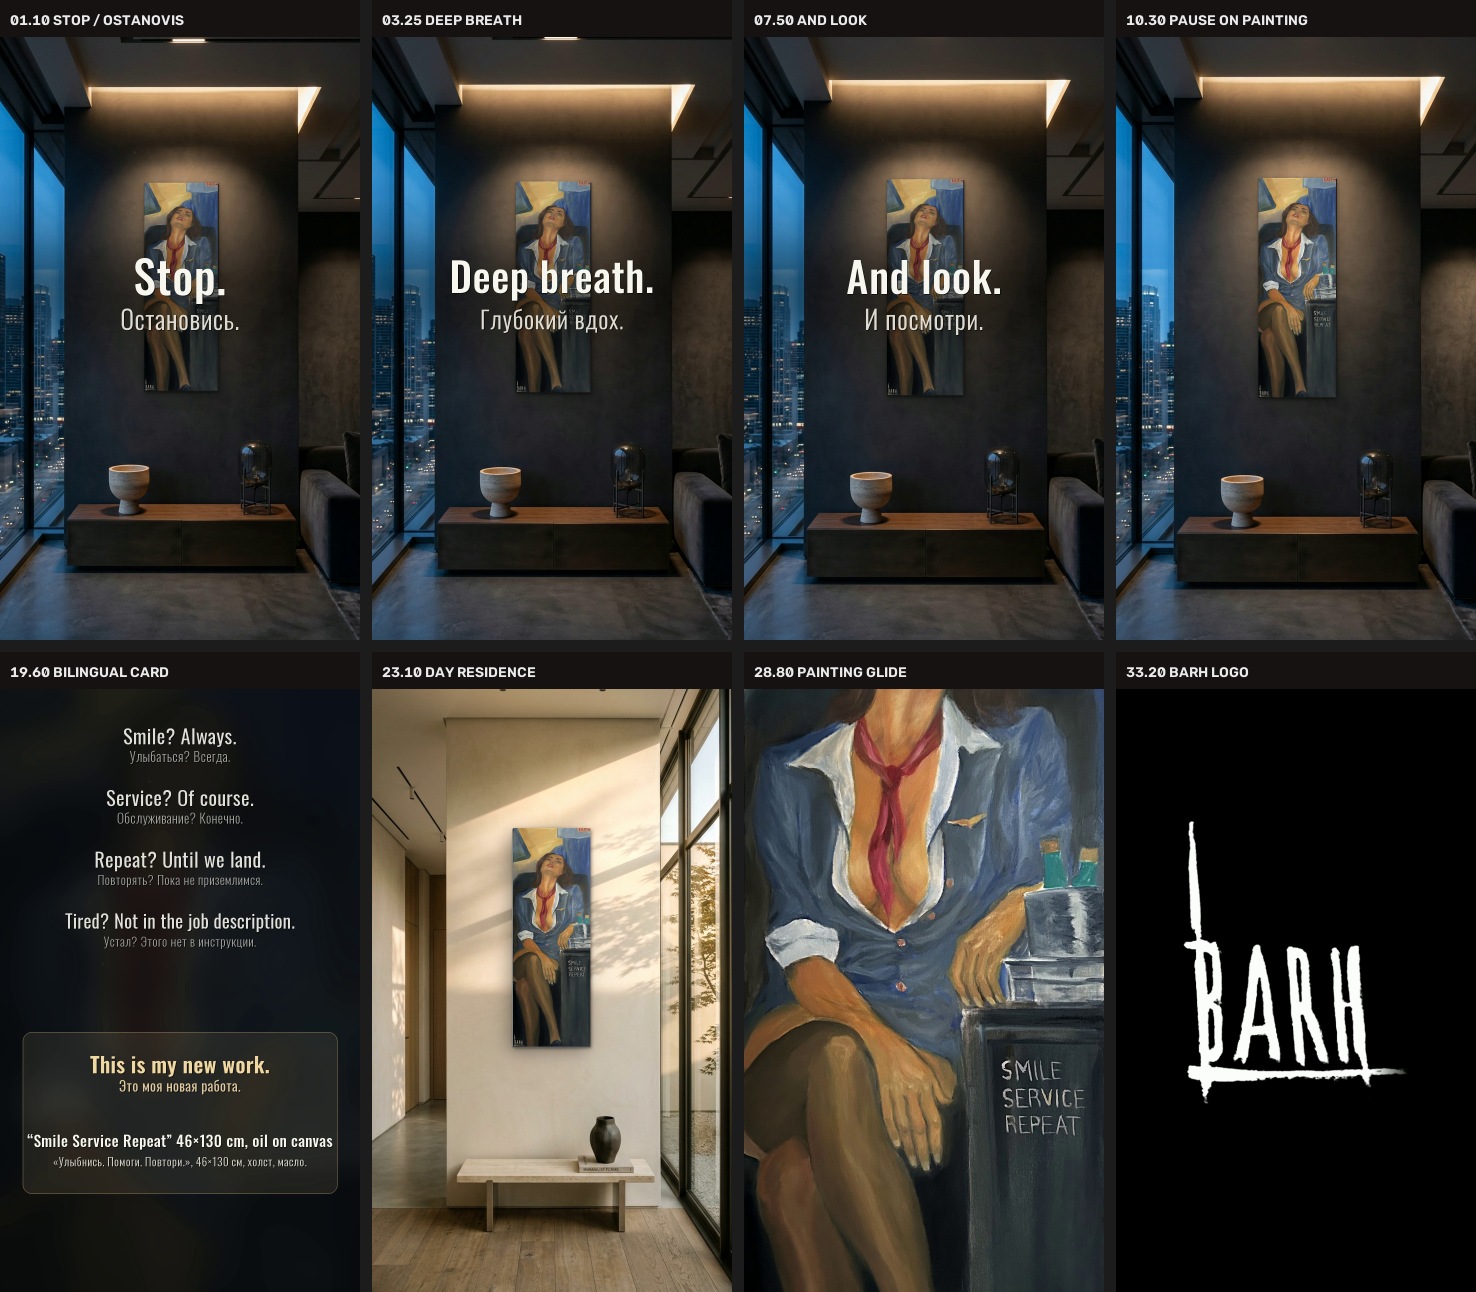 01.10 STOP / OSTANOVIS
03.25 DEEP BREATH
07.50 AND LOOK
10.30 PAUSE ON PAINTING
Stop.
Остановись.
Deep breath.
Глубокий вдох.
And look.
И посмотри.
SMILE
SERVICE
REPEAT
19.60 BILINGUAL CARD
23.10 DAY RESIDENCE
28.80 PAINTING GLIDE
33.20 BARH LOGO
Smile? Always.
Улыбаться? Всегда.
Service? Of course.
Обслуживание? Конечно.
Repeat? Until we land.
Повторять? Пока не приземлимся.
Tired? Not in the job description.
Устал? Этого нет в инструкции.
This is my new work.
Это моя новая работа.
“Smile Service Repeat” 46×130 cm, oil on canvas
«Улыбнись. Помоги. Повтори.», 46×130 см, холст, масло.
SMILE
SERVICE
REPEAT
SMILE
SERVICE
REPEAT
BARH